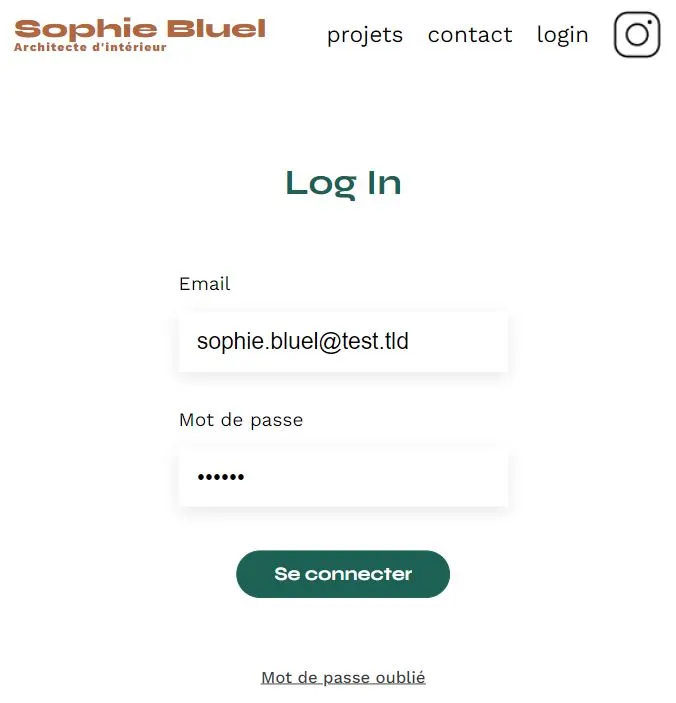 Sophie Bluel
Architecte d'intérieur
projets contact login
Log In
Email
sophie.bluel@test.tld
Mot de passe
••••••
Se connecter
Mot de passe oublié